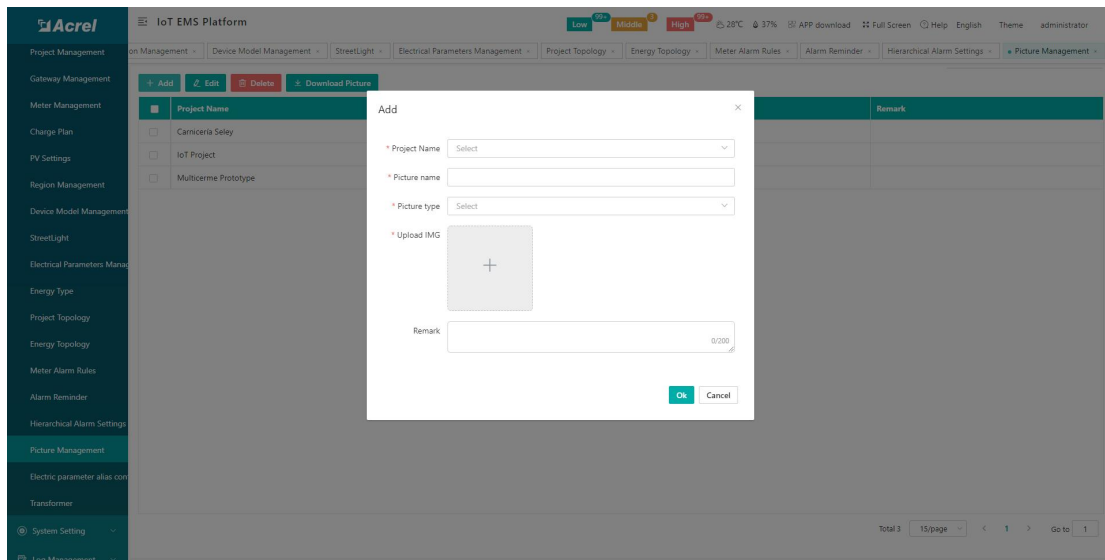 Acrel
IoT EMS Platform
Low 99+ Middle High 99+ 28°C 37% APP download Full Screen Help English Theme administrator
on Management × Device Model Management × StreetLight × Electrical Parameters Management × Project Topology × Energy Topology × Meter Alarm Rules × Alarm Reminder × Hierarchical Alarm Settings × Picture Management ×
Project Management
Gateway Management
Meter Management
Charge Plan
PV Settings
Region Management
Device Model Management
StreetLight
Electrical Parameters Manag
Energy Type
Project Topology
Energy Topology
Meter Alarm Rules
Alarm Reminder
Hierarchical Alarm Settings
Picture Management
Electric parameter alias con
Transformer
System Setting
Log Management
+ Add Edit Delete Download Picture
Project Name Remark
Carnicería Seley
IoT Project
Multicerme Prototype
Add ×
* Project Name Select
* Picture name
* Picture type Select
* Upload IMG
+
Remark
0/200
Ok Cancel
Total 3 15/page < 1 > Go to 1